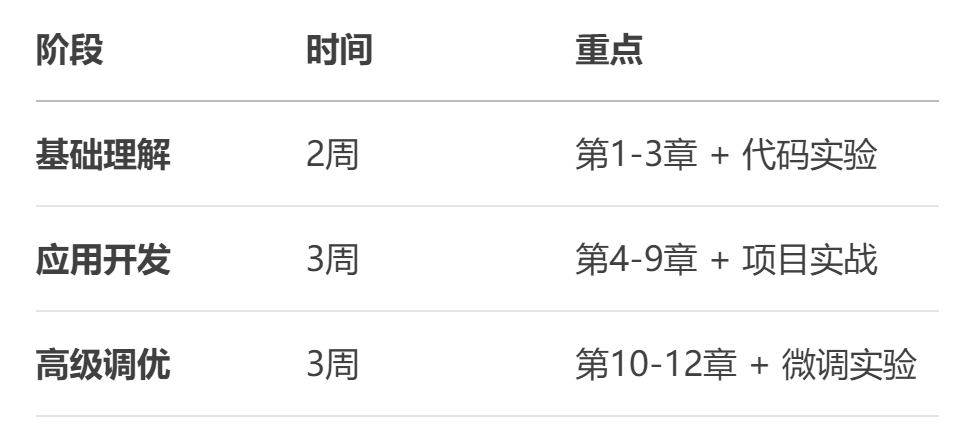 阶段 时间 重点
基础理解 2周 第1-3章 + 代码实验
应用开发 3周 第4-9章 + 项目实战
高级调优 3周 第10-12章 + 微调实验